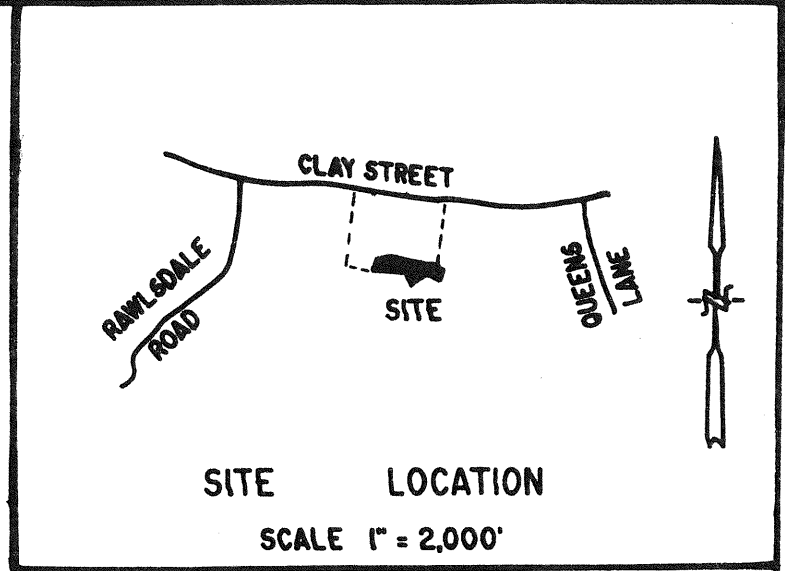 CLAY STREET
RAWLSDALE
ROAD
QUEENS
LANE
SITE
N
SITE LOCATION
SCALE 1" = 2,000'